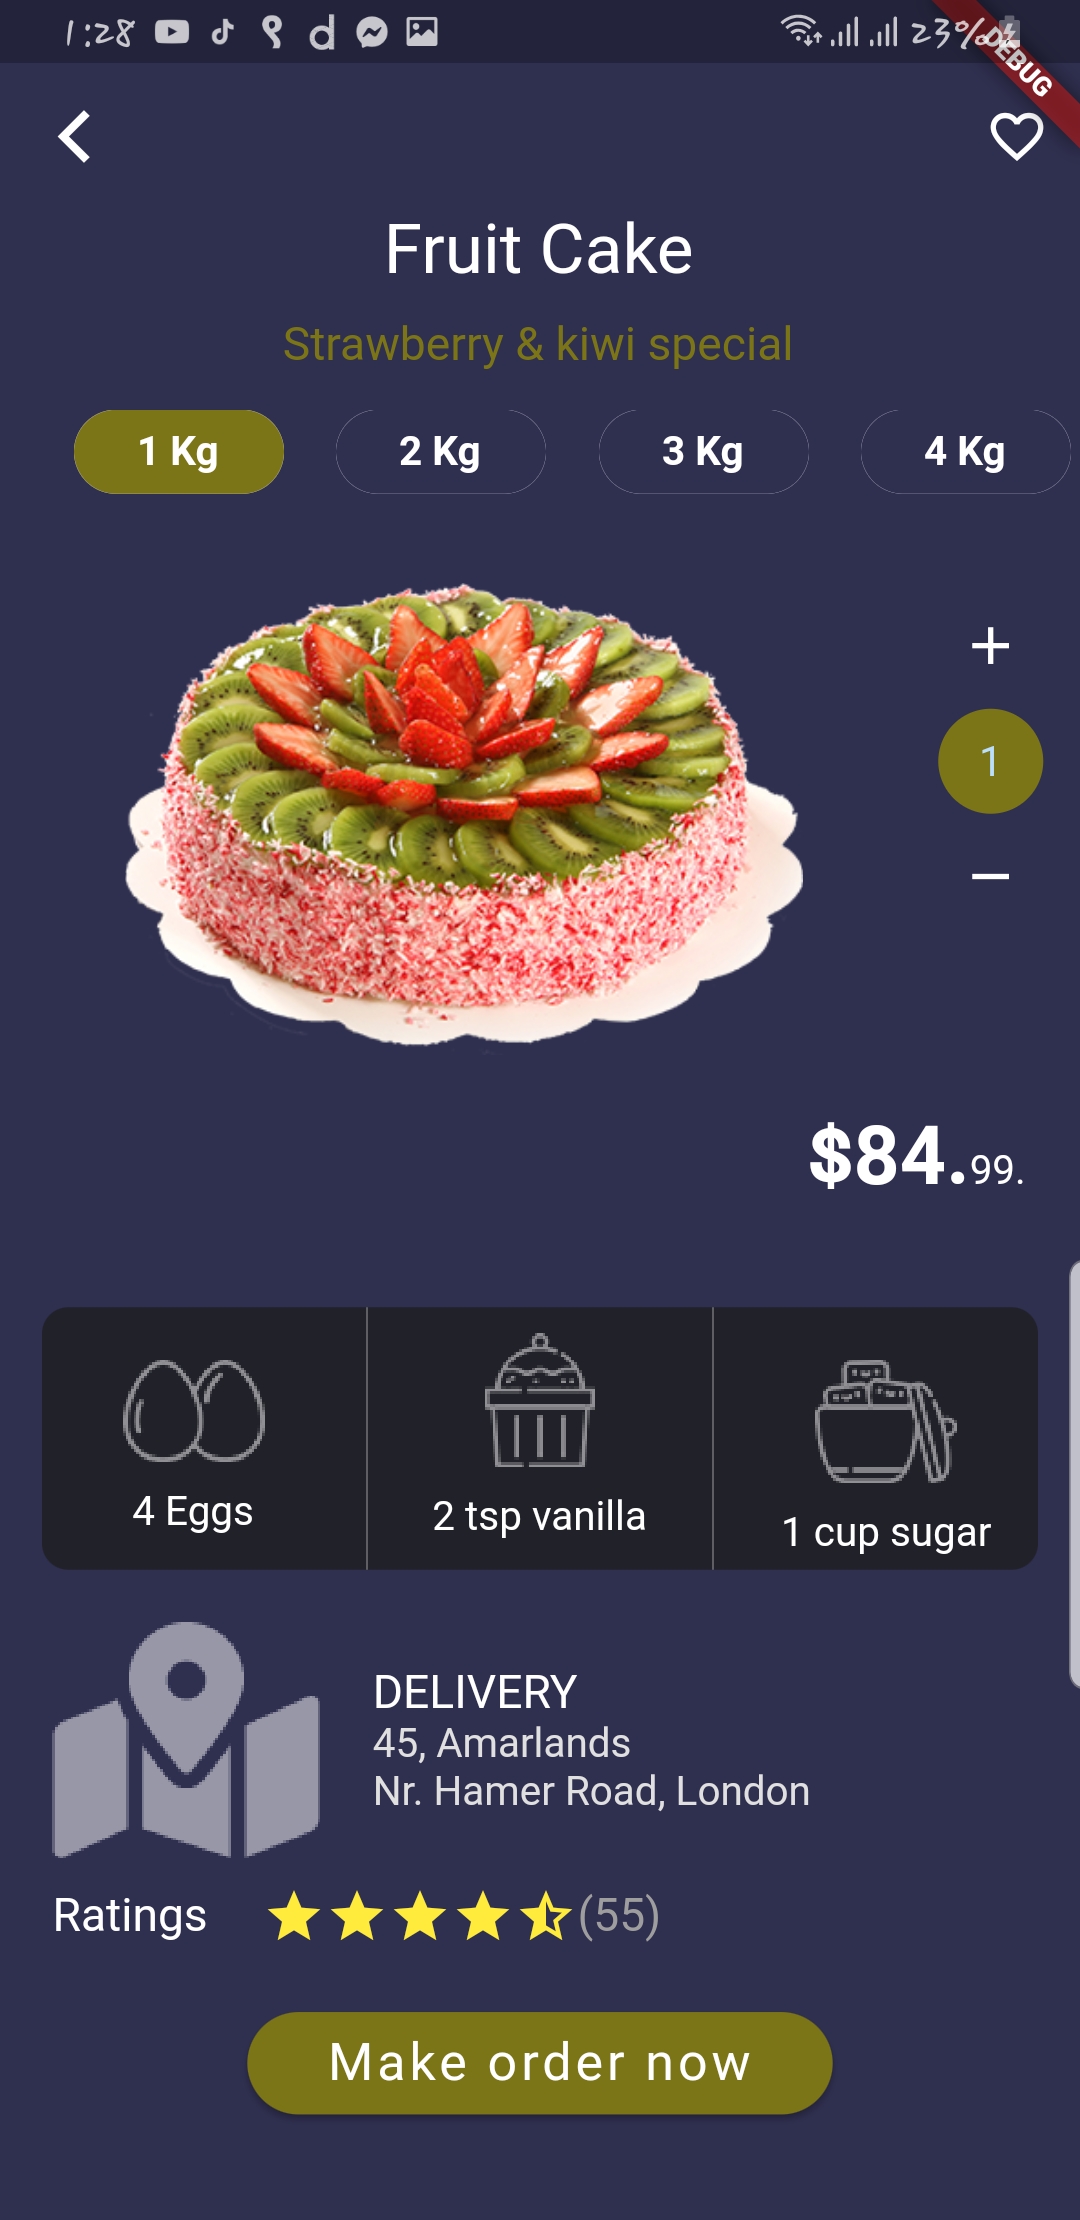 1:28 23%
DEBUG
Fruit Cake
Strawberry & kiwi special
1 Kg 2 Kg 3 Kg 4 Kg
1
$84.99.
4 Eggs 2 tsp vanilla 1 cup sugar
DELIVERY
45, Amarlands
Nr. Hamer Road, London
Ratings (55)
Make order now